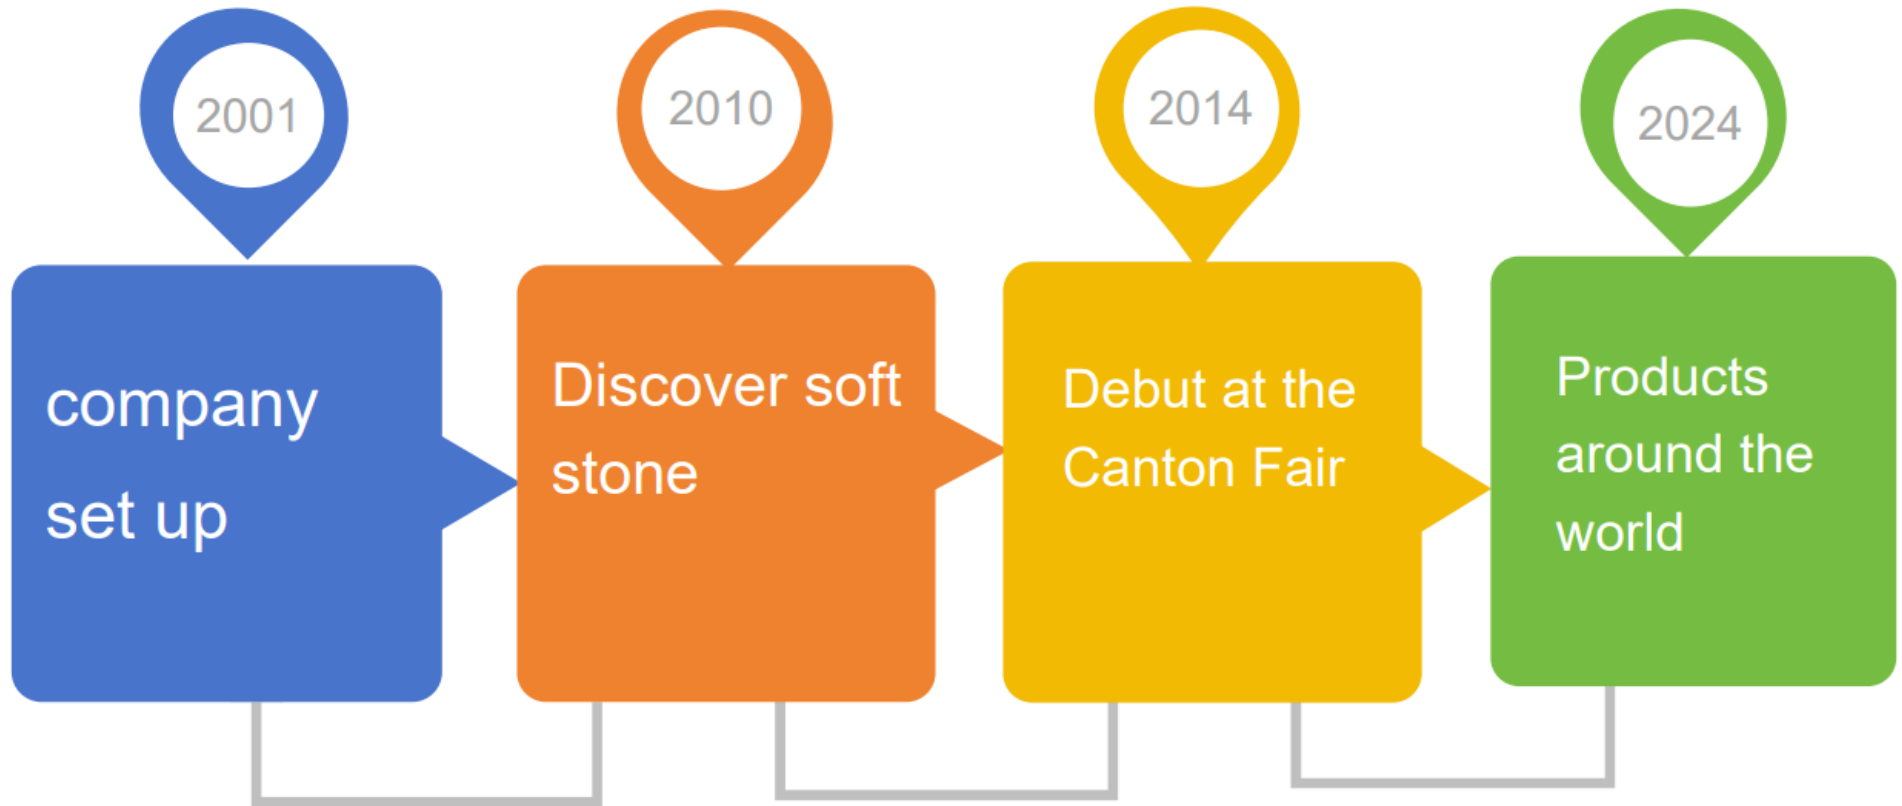 2001
company
set up
2010
Discover soft
stone
2014
Debut at the
Canton Fair
2024
Products
around the
world